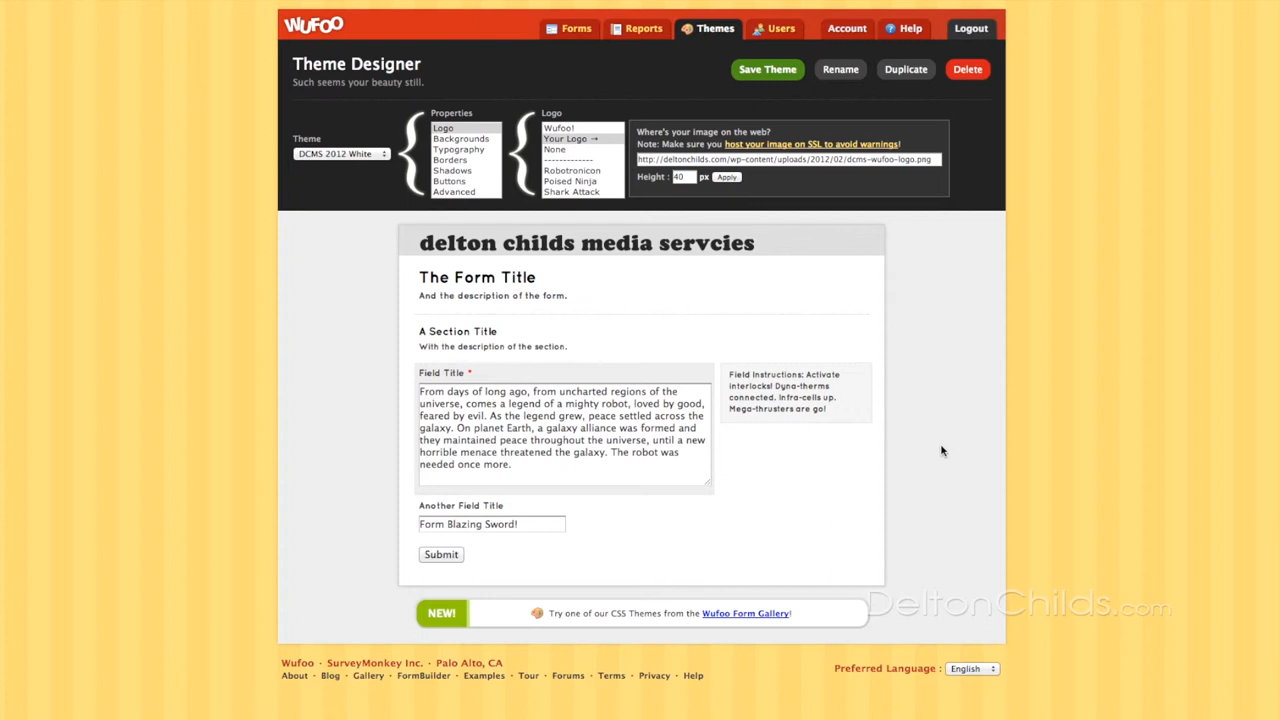 WUFOO
Forms
Reports
Themes
Users
Account
Help
Logout
Theme Designer
Such seems your beauty still.
Save Theme
Rename
Duplicate
Delete
Theme
DCMS 2012 White
Properties
Logo
Backgrounds
Typography
Borders
Shadows
Buttons
Advanced
Logo
Wufoo!
Your Logo →
None
-------------
Robotronicon
Poised Ninja
Shark Attack
Where's your image on the web?
Note: Make sure you host your image on SSL to avoid warnings!
http://deltonchilds.com/wp-content/uploads/2012/02/dcms-wufoo-logo.png
Height : 40 px Apply
delton childs media servcies
The Form Title
And the description of the form.
A Section Title
With the description of the section.
Field Title *
From days of long ago, from uncharted regions of the
universe, comes a legend of a mighty robot, loved by good,
feared by evil. As the legend grew, peace settled across the
galaxy. On planet Earth, a galaxy alliance was formed and
they maintained peace throughout the universe, until a new
horrible menace threatened the galaxy. The robot was
needed once more.
Field Instructions: Activate
interlocks! Dyna-therms
connected. Infra-cells up.
Mega-thrusters are go!
Another Field Title
Form Blazing Sword!
Submit
NEW!
Try one of our CSS Themes from the Wufoo Form Gallery!
DeltonChilds.com
Wufoo · SurveyMonkey Inc. · Palo Alto, CA
About · Blog · Gallery · FormBuilder · Examples · Tour · Forums · Terms · Privacy · Help
Preferred Language : English